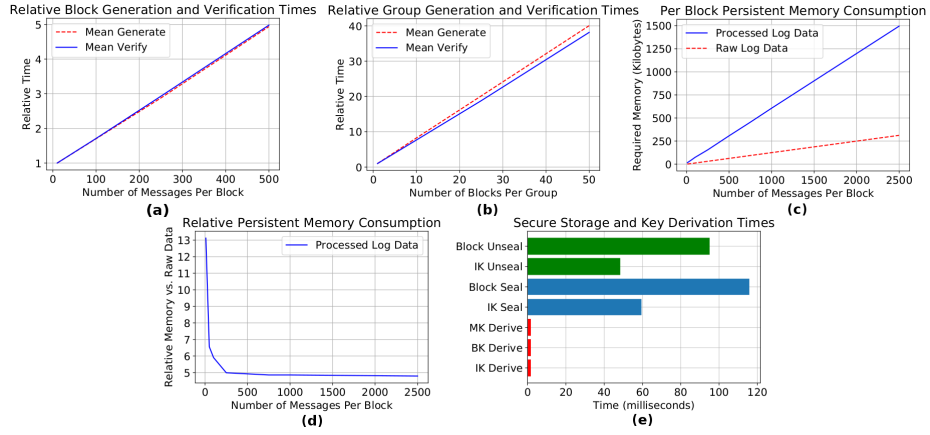 Relative Block Generation and Verification Times
5
4
3
2
1
Relative Time
Mean Generate
Mean Verify
0 100 200 300 400 500
Number of Messages Per Block
(a)
Relative Group Generation and Verification Times
40
30
20
10
0
Relative Time
Mean Generate
Mean Verify
0 10 20 30 40 50
Number of Blocks Per Group
(b)
Per Block Persistent Memory Consumption
1500
1250
1000
750
500
250
0
Required Memory (Kilobytes)
Processed Log Data
Raw Log Data
0 500 1000 1500 2000 2500
Number of Messages Per Block
(c)
Relative Persistent Memory Consumption
13
12
11
10
9
8
7
6
5
Relative Memory vs. Raw Data
Processed Log Data
0 500 1000 1500 2000 2500
Number of Messages Per Block
(d)
Secure Storage and Key Derivation Times
Block Unseal
IK Unseal
Block Seal
IK Seal
MK Derive
BK Derive
IK Derive
0 20 40 60 80 100 120
Time (milliseconds)
(e)